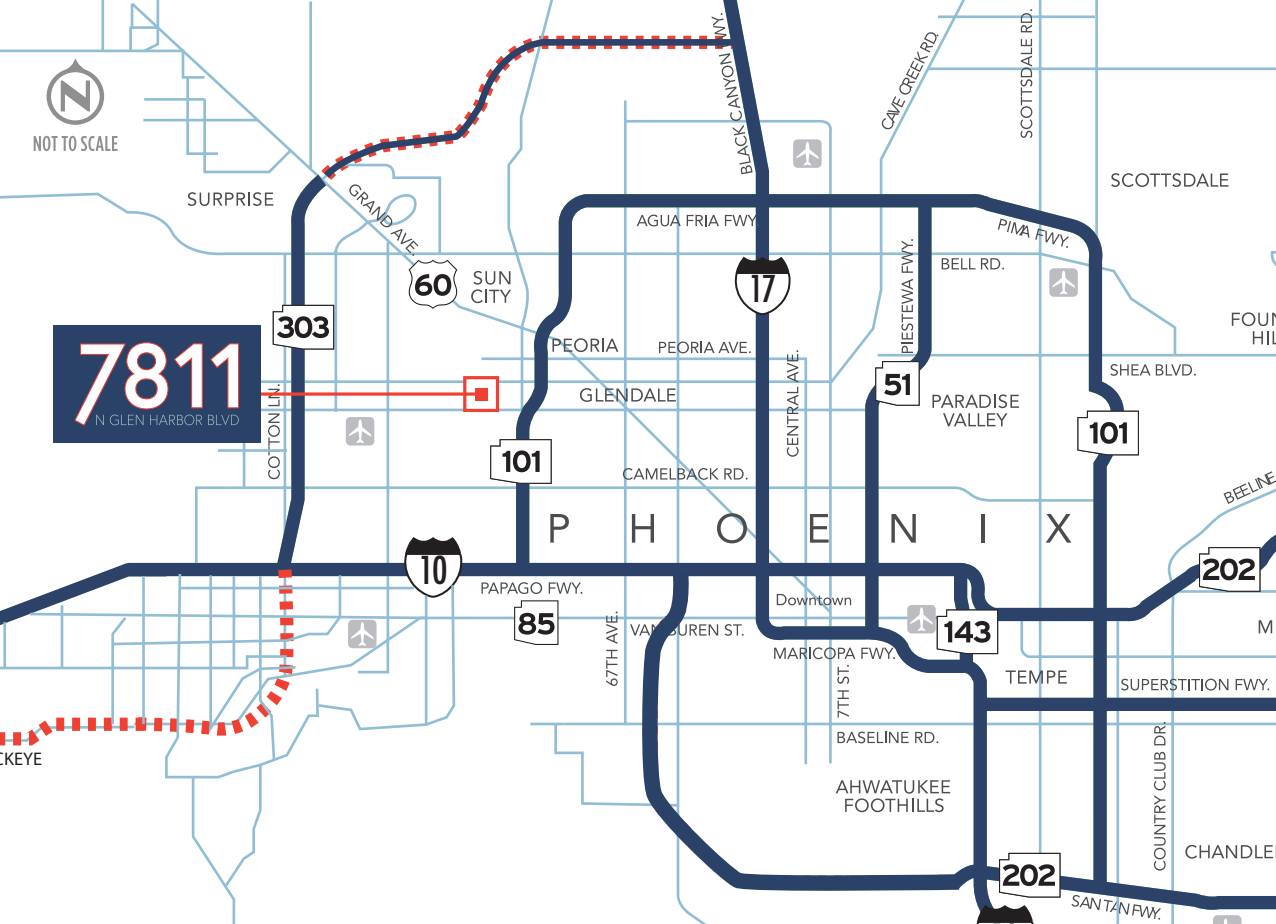 N
NOT TO SCALE
SURPRISE
GRAND AVE.
60
SUN
CITY
303
7811
N GLEN HARBOR BLVD
COTTON LN.
BLACK CANYON FWY.
CAVE CREEK RD.
SCOTTSDALE RD.
SCOTTSDALE
AGUA FRIA FWY.
PIMA FWY.
BELL RD.
17
PIESTEWA FWY.
PEORIA
PEORIA AVE.
GLENDALE
CENTRAL AVE.
51
PARADISE
VALLEY
SHEA BLVD.
FOUN
HIL
101
101
CAMELBACK RD.
BEELINE
PHOENIX
10
PAPAGO FWY.
85
67TH AVE.
VAN BUREN ST.
Downtown
143
202
M
MARICOPA FWY.
7TH ST.
TEMPE
SUPERSTITION FWY.
BASELINE RD.
CKEYE
AHWATUKEE
FOOTHILLS
COUNTRY CLUB DR.
CHANDLE
202
SAN TAN FWY.